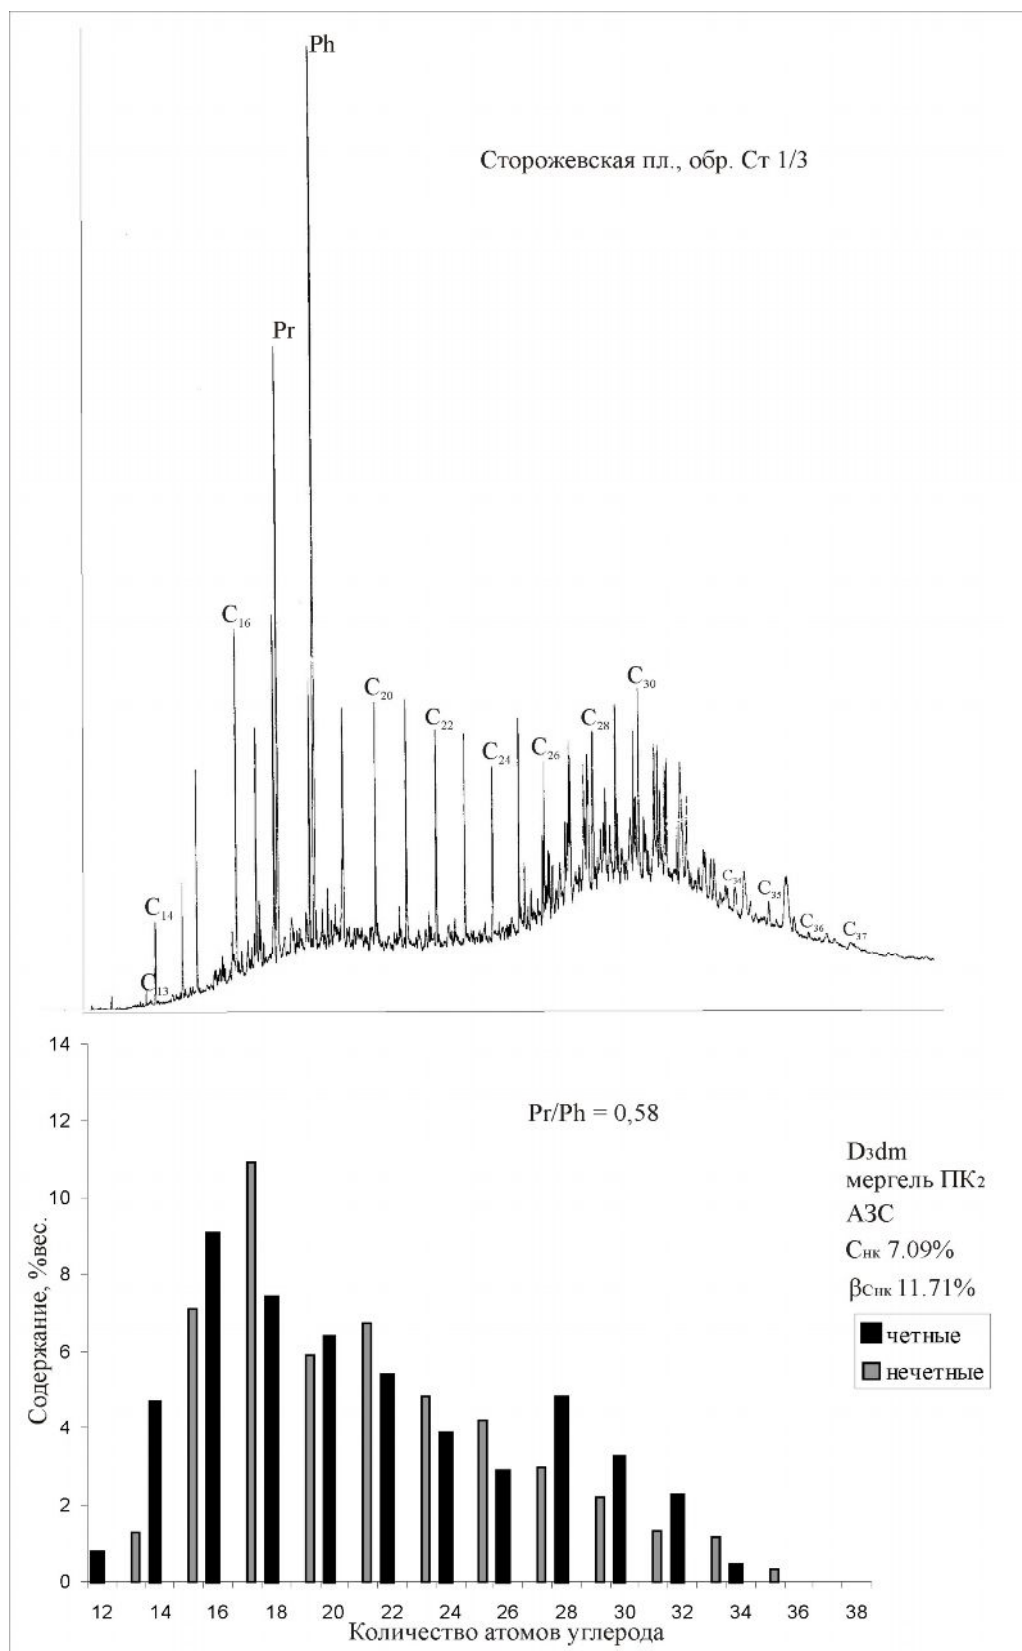 Ph
Сторожевская пл., обр. Ст 1/3
Pr
C16
C20
C30
C22
C28
C24
C26
C14
C34
C35
C36
C37
C13
14
12
10
8
6
4
2
0
Содержание, %вес.
Pr/Ph = 0,58
D3dm
мергель ПК2
АЗС
Cнк 7.09%
βCнк 11.71%
четные
нечетные
12 14 16 18 20 22 24 26 28 30 32 34 36 38
Количество атомов углерода